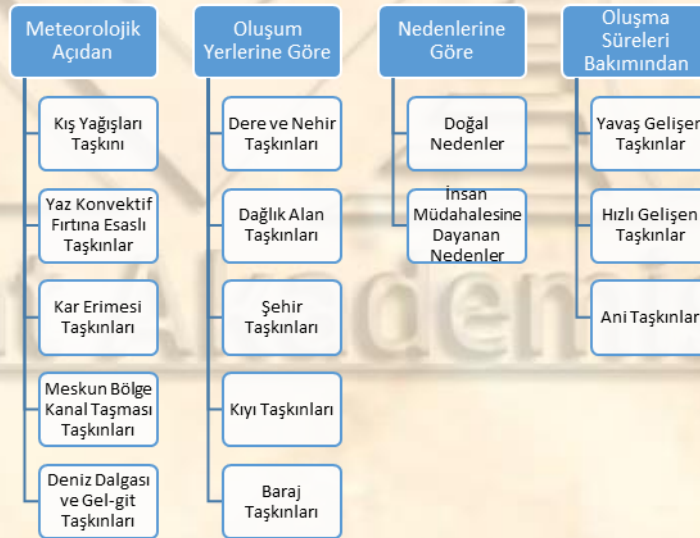 Meteorolojik
Açıdan
Kış Yağışları
Taşkını
Yaz Konvektif
Fırtına Esaslı
Taşkınlar
Kar Erimesi
Taşkınları
Meskun Bölge
Kanal Taşması
Taşkınları
Deniz Dalgası
ve Gel-git
Taşkınları
Oluşum
Yerlerine Göre
Dere ve Nehir
Taşkınları
Dağlık Alan
Taşkınları
Şehir
Taşkınları
Kıyı Taşkınları
Baraj
Taşkınları
Nedenlerine
Göre
Doğal
Nedenler
İnsan
Müdahalesine
Dayanan
Nedenler
Oluşma
Süreleri
Bakımından
Yavaş Gelişen
Taşkınlar
Hızlı Gelişen
Taşkınlar
Ani Taşkınlar